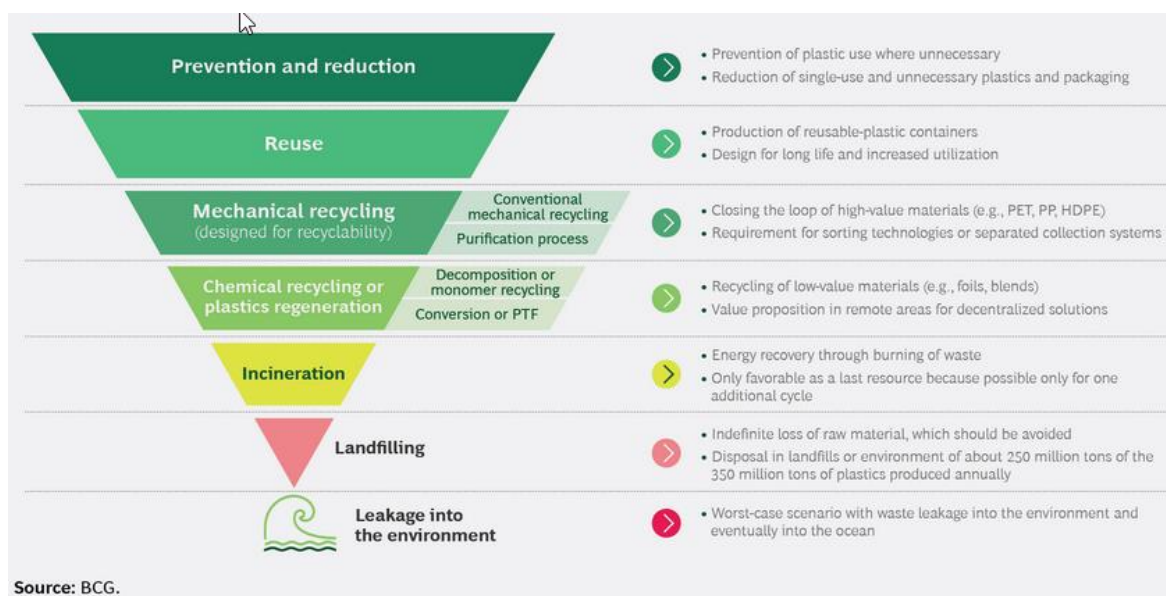 Prevention and reduction
• Prevention of plastic use where unnecessary
• Reduction of single-use and unnecessary plastics and packaging
Reuse
• Production of reusable-plastic containers
• Design for long life and increased utilization
Mechanical recycling
(designed for recyclability)
Conventional
mechanical recycling
Purification process
• Closing the loop of high-value materials (e.g., PET, PP, HDPE)
• Requirement for sorting technologies or separated collection systems
Chemical recycling or
plastics regeneration
Decomposition or
monomer recycling
Conversion or PTF
• Recycling of low-value materials (e.g., foils, blends)
• Value proposition in remote areas for decentralized solutions
Incineration
• Energy recovery through burning of waste
• Only favorable as a last resource because possible only for one
additional cycle
Landfilling
• Indefinite loss of raw material, which should be avoided
• Disposal in landfills or environment of about 250 million tons of the
350 million tons of plastics produced annually
Leakage into
the environment
• Worst-case scenario with waste leakage into the environment and
eventually into the ocean
Source: BCG.